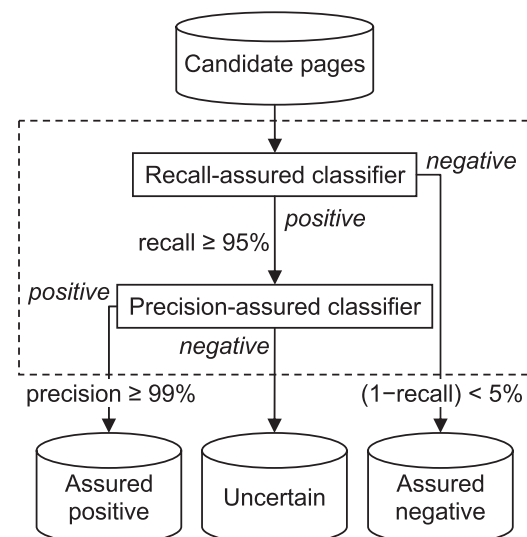 Candidate pages
negative
Recall-assured classifier
positive
recall ≥ 95%
positive
Precision-assured classifier
negative
precision ≥ 99%
(1−recall) < 5%
Assured
positive
Uncertain
Assured
negative